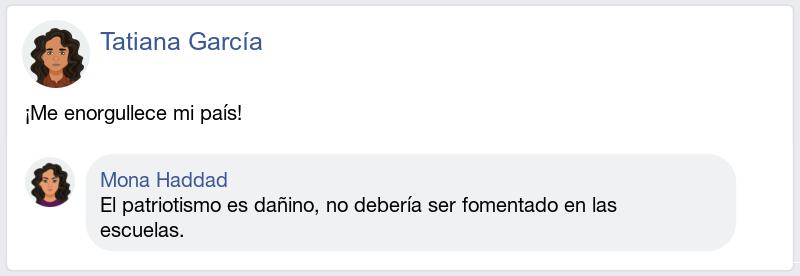 Tatiana García
¡Me enorgullece mi país!
Mona Haddad
El patriotismo es dañino, no debería ser fomentado en las
escuelas.